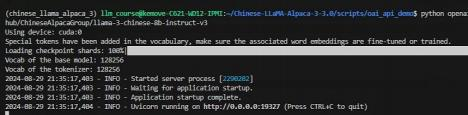 (chinese_llama_alpaca_3) llm_course@kemove-C621-WD12-IPMI:~/Chinese-LLaMA-Alpaca-3-3.0/scripts/oai_api_demo$ python opena
hub/ChineseAlpacaGroup/llama-3-chinese-8b-instruct-v3
Using device: cuda:0
Special tokens have been added in the vocabulary, make sure the associated word embeddings are fine-tuned or trained.
Loading checkpoint shards: 100%|
Vocab of the base model: 128256
Vocab of the tokenizer: 128256
2024-08-29 21:35:17,403 - INFO - Started server process [2290202]
2024-08-29 21:35:17,403 - INFO - Waiting for application startup.
2024-08-29 21:35:17,403 - INFO - Application startup complete.
2024-08-29 21:35:17,404 - INFO - Uvicorn running on http://0.0.0.0:19327 (Press CTRL+C to quit)